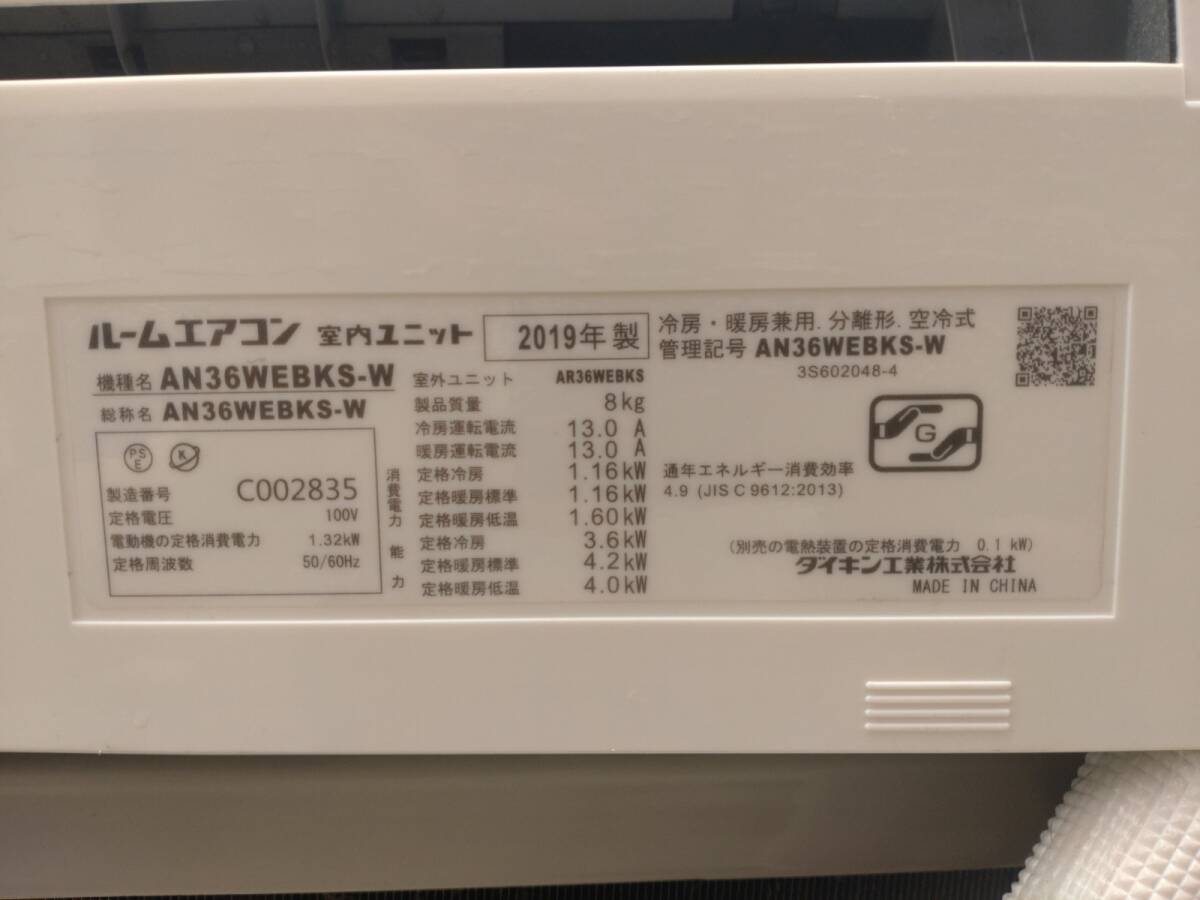 ルームエアコン 室内ユニット 2019年製
機種名 AN36WEBKS-W
総称名 AN36WEBKS-W
PS
E
K
製造番号 C002835
定格電圧 100V
電動機の定格消費電力 1.32kW
定格周波数 50/60Hz
室外ユニット AR36WEBKS
製品質量 8kg
冷房運転電流 13.0 A
暖房運転電流 13.0 A
消費電力
定格冷房 1.16kW
定格暖房標準 1.16kW
定格暖房低温 1.60kW
能力
定格冷房 3.6kW
定格暖房標準 4.2kW
定格暖房低温 4.0kW
冷房・暖房兼用.分離形.空冷式
管理記号 AN36WEBKS-W
3S602048-4
G
通年エネルギー消費効率
4.9 (JIS C 9612:2013)
(別売の電熱装置の定格消費電力 0.1 kW)
ダイキン工業株式会社
MADE IN CHINA